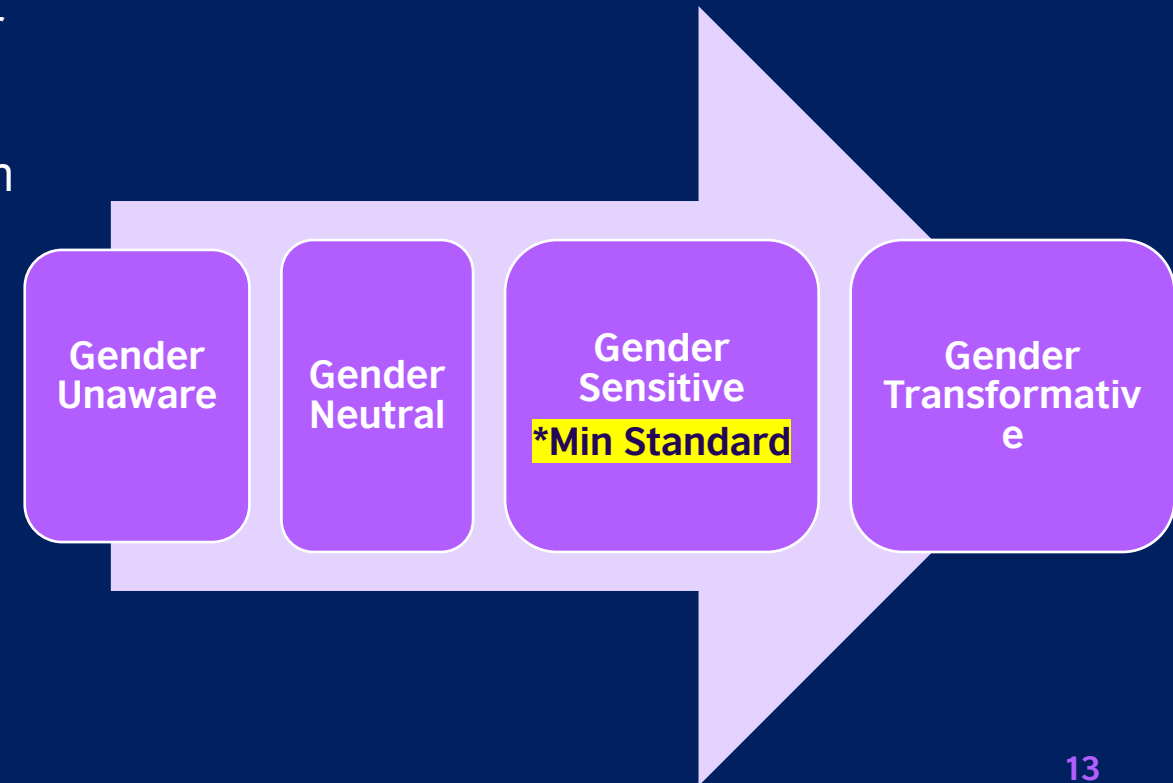 Gender
Unaware
Gender
Neutral
Gender
Sensitive
*Min Standard
Gender
Transformativ
e
13